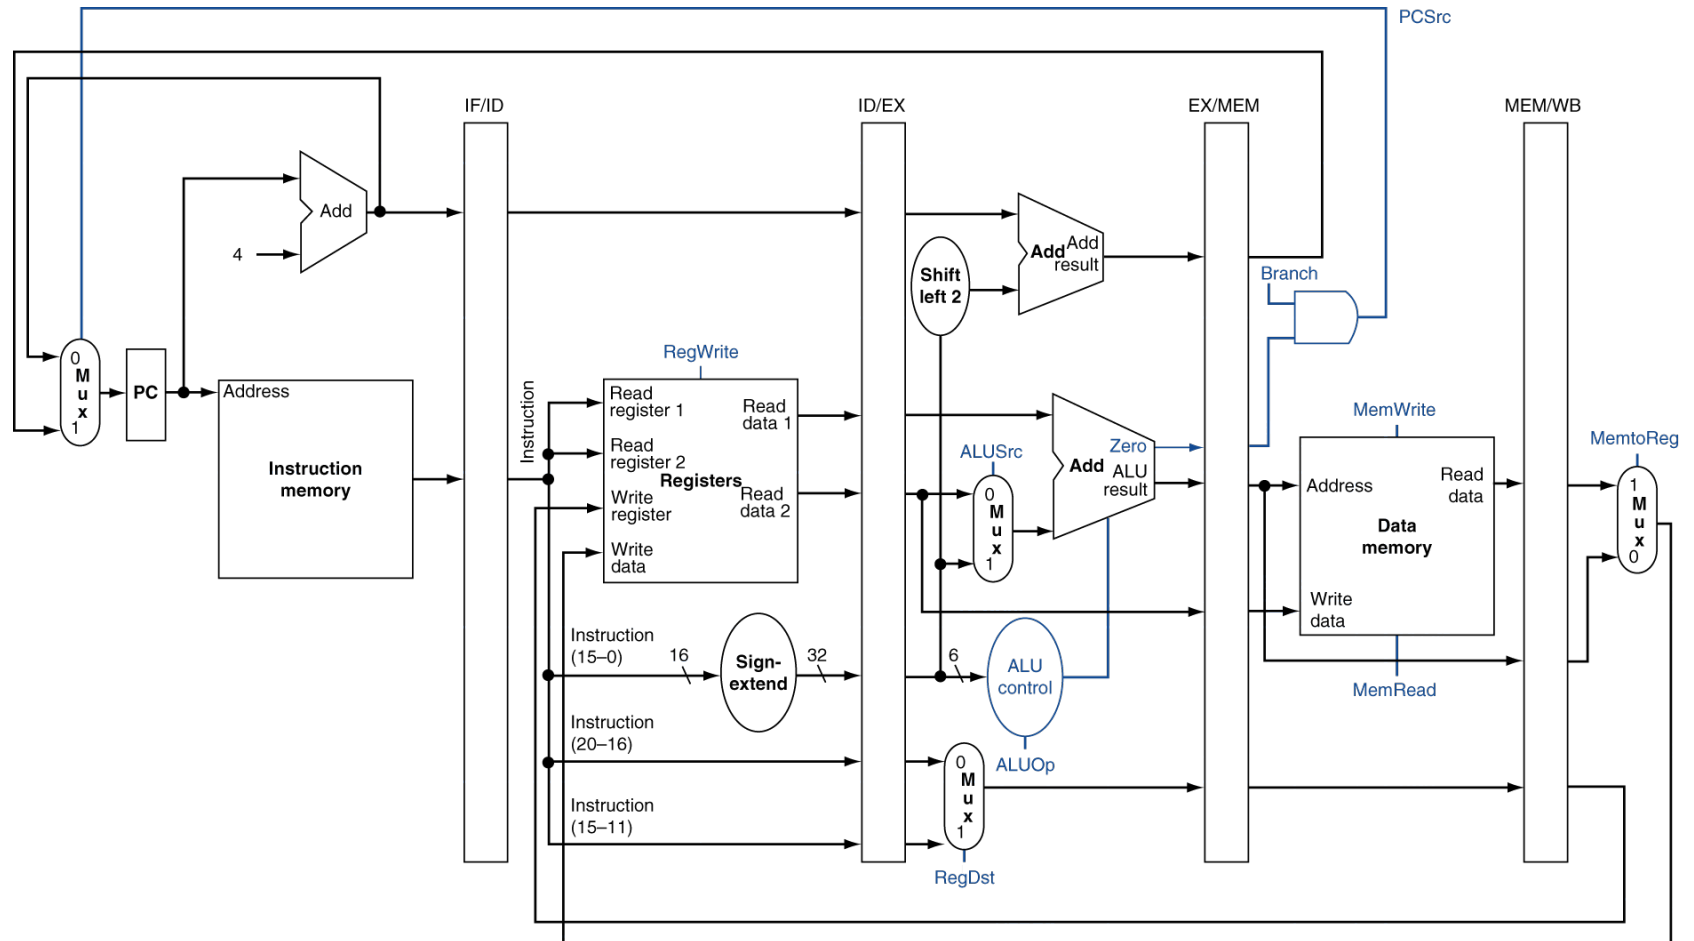 PCSrc
IF/ID
ID/EX
EX/MEM
MEM/WB
Add
4
Shift
left 2
Add
Add
result
Branch
0
M
u
x
1
PC
Address
Instruction
memory
Instruction
RegWrite
Read
register 1
Read
register 2
Write
register
Write
data
Registers
Read
data 1
Read
data 2
ALUSrc
0
M
u
x
1
Zero
Add
ALU
result
MemWrite
Address
Read
data
Data
memory
Write
data
MemRead
MemtoReg
1
M
u
x
0
Instruction
(15–0)
16
Sign-
extend
32
6
ALU
control
ALUOp
Instruction
(20–16)
Instruction
(15–11)
0
M
u
x
1
RegDst